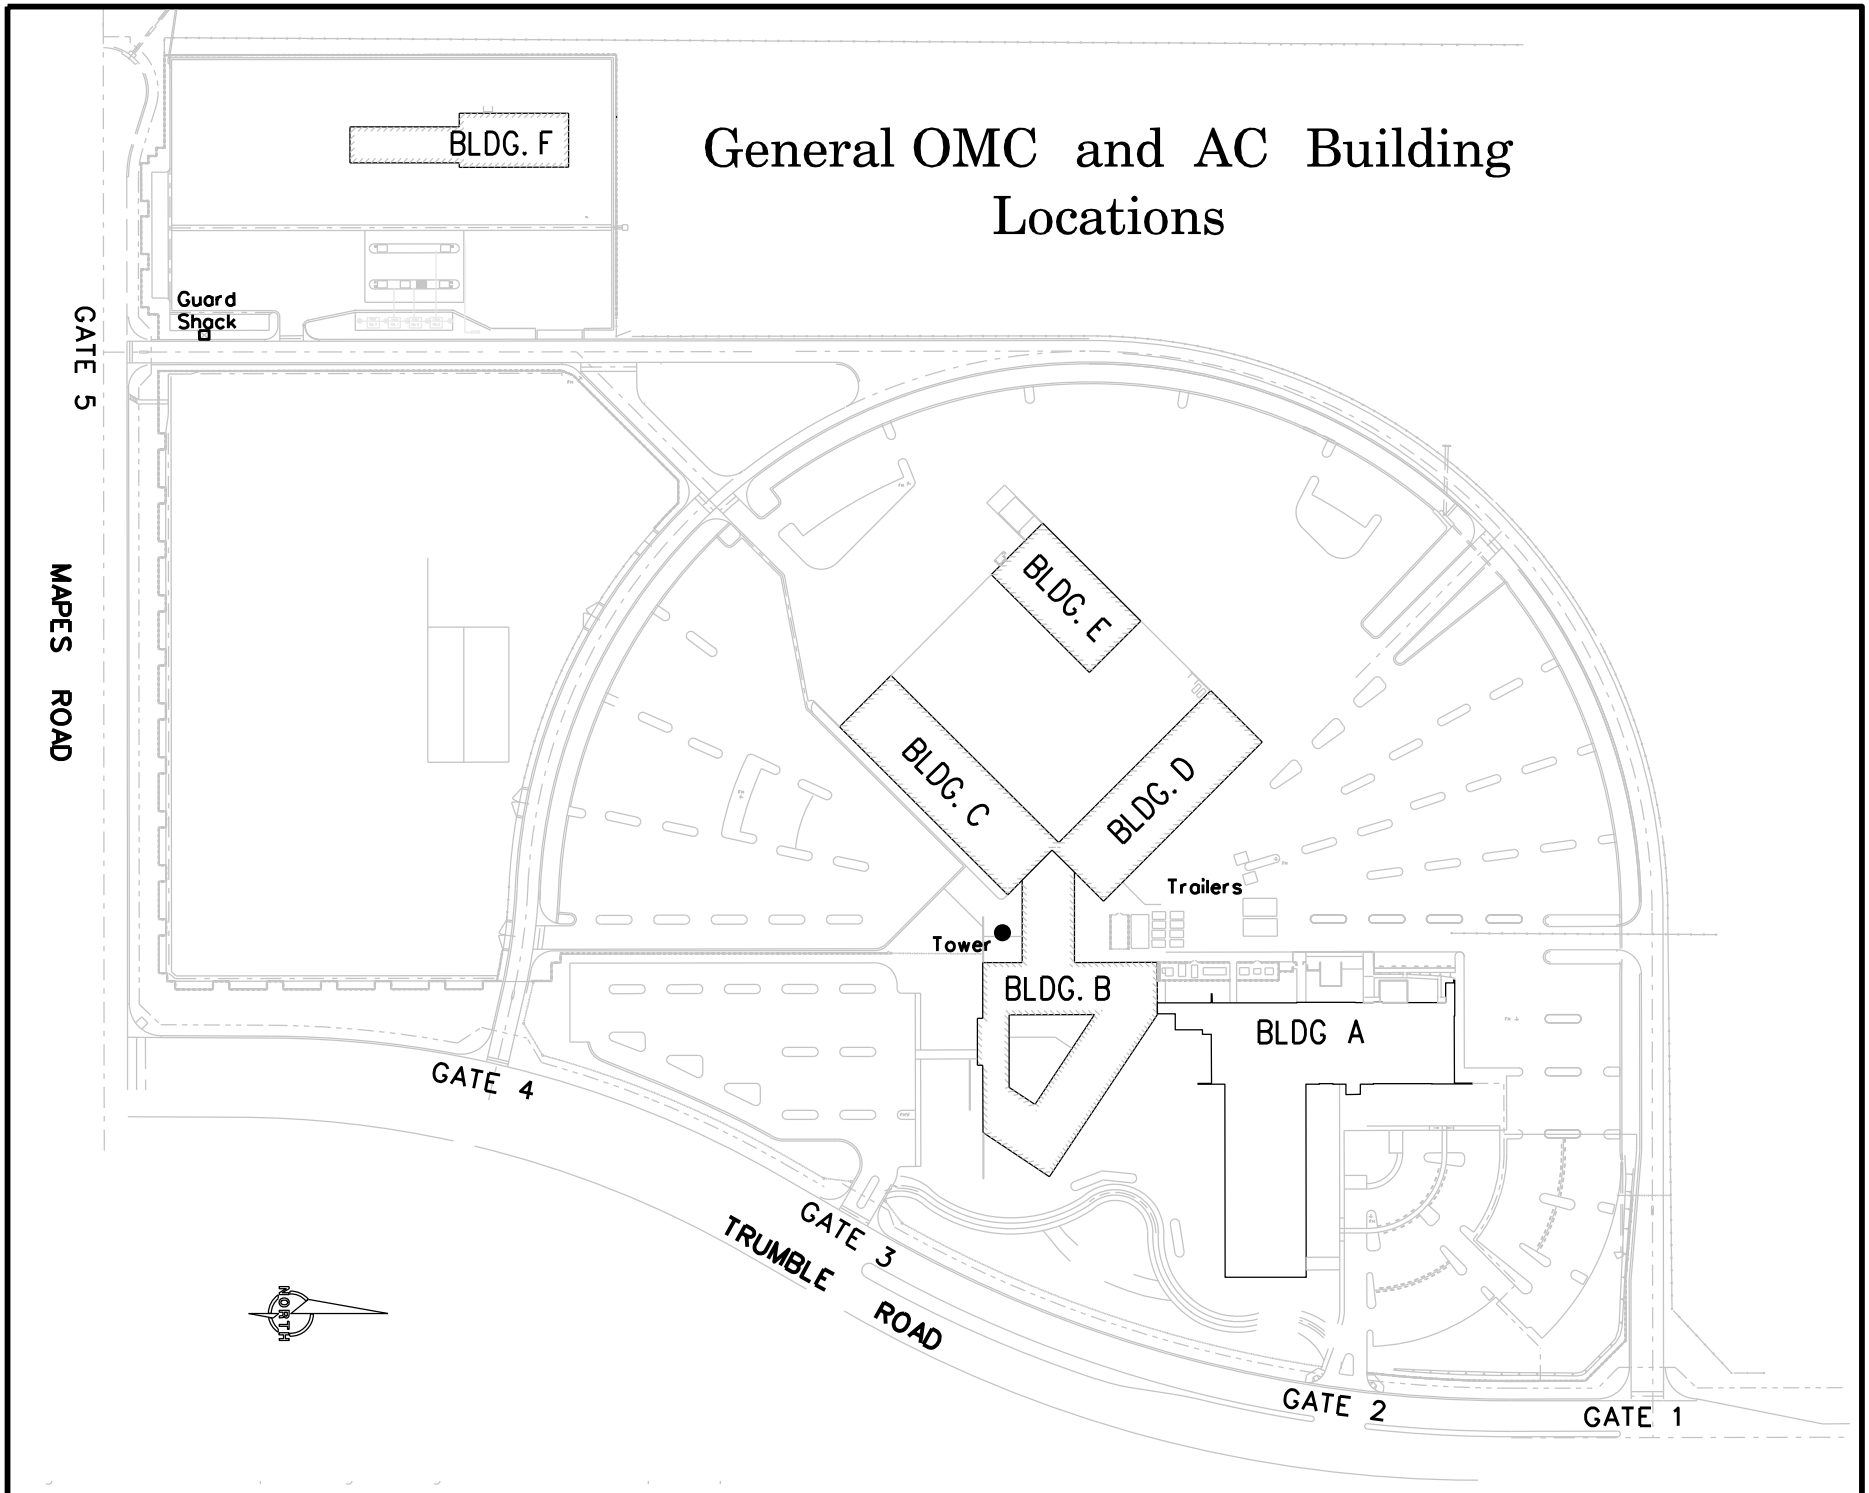 General OMC and AC Building
Locations
BLDG. F
Guard
Shack
GATE 5
MAPES ROAD
BLDG. E
BLDG. C
BLDG. D
Trailers
Tower
BLDG. B
BLDG A
GATE 4
GATE 3
TRUMBLE ROAD
NORTH
GATE 2
GATE 1